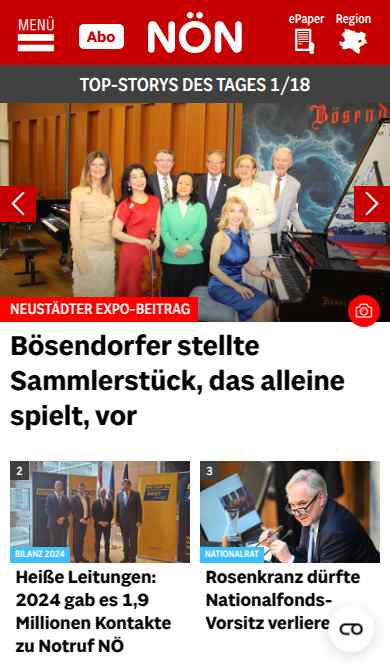 MENÜ
Abo
NÖN
ePaper
Region
TOP-STORYS DES TAGES 1/18
Bösend
NEUSTÄDTER EXPO-BEITRAG
Bösendorfer stellte
Sammlerstück, das alleine
spielt, vor
2
BILANZ 2024
Heiße Leitungen:
2024 gab es 1,9
Millionen Kontakte
zu Notruf NÖ
3
NATIONALRAT
Rosenkranz dürfte
Nationalfonds-
Vorsitz verliere